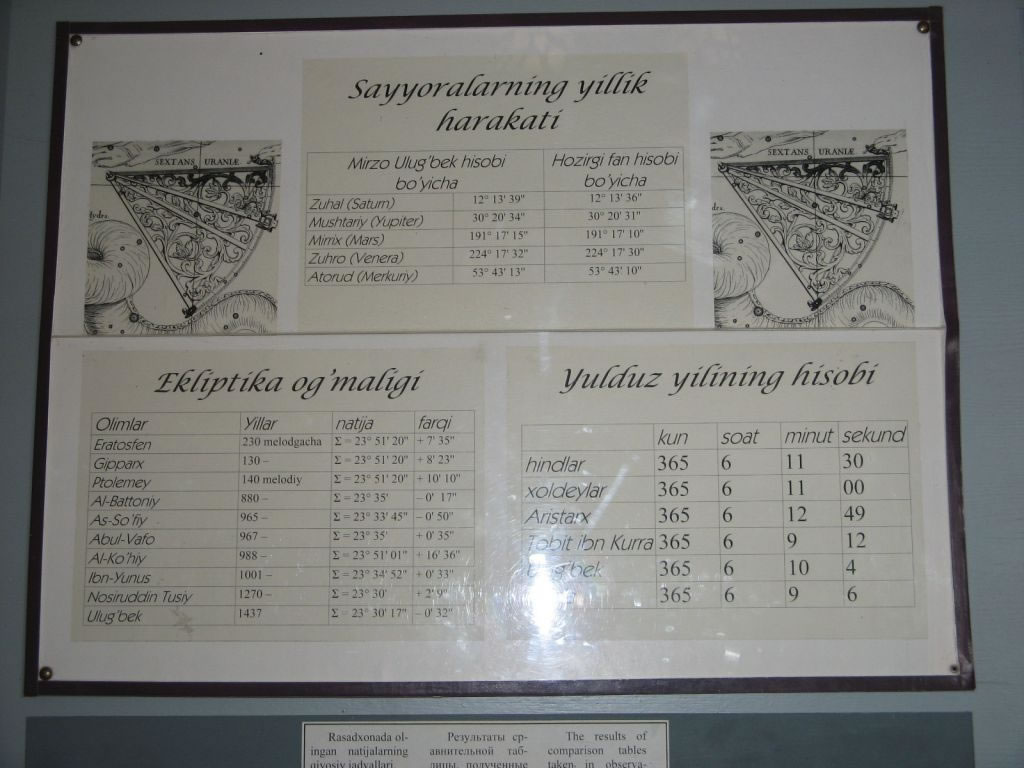 Sayyoralarning yillik
harakati
SEXTANS URANIÆ
SEXTANS URANIÆ
Mirzo Ulug'bek hisobi bo'yicha Hozirgi fan hisobi bo'yicha
Zuhal (Saturn) 12° 13' 39" 12° 13' 36"
Mushtariy (Yupiter) 30° 20' 34" 30° 20' 31"
Mirrix (Mars) 191° 17' 15" 191° 17' 10"
Zuhro (Venera) 224° 17' 32" 224° 17' 30"
Atorud (Merkuriy) 53° 43' 13" 53° 43' 10"
Ekliptika og'maligi
Olimlar Yillar natija farqi
Eratosfen 230 melodgacha Σ = 23° 51' 20" + 7' 35"
Gipparx 130 – Σ = 23° 51' 20" + 8' 23"
Ptolemey 140 melodiy Σ = 23° 51' 20" + 10' 10"
Al-Battoniy 880 – Σ = 23° 35' – 0' 17"
As-So'fiy 965 – Σ = 23° 33' 45" – 0' 50"
Abul-Vafo 967 – Σ = 23° 35' + 0' 35"
Al-Ko'hiy 988 – Σ = 23° 51' 01" + 16' 36"
Ibn-Yunus 1001 – Σ = 23° 34' 52" + 0' 33"
Nosiruddin Tusiy 1270 – Σ = 23° 30' + 2' 9"
Ulug'bek 1437 Σ = 23° 30' 17" – 0' 32"
Yulduz yilining hisobi
kun soat minut sekund
hindlar 365 6 11 30
xoldeylar 365 6 11 00
Aristarx 365 6 12 49
Tobit ibn Kurra 365 6 9 12
Ulug'bek 365 6 10 4
365 6 9 6
Rasadxonada ol-
ingan natijalarning
qiyosiy jadvallari.
Результаты ср-
авнительной таб-
лицы, полученные
The results of
comparison tables
taken in observa-